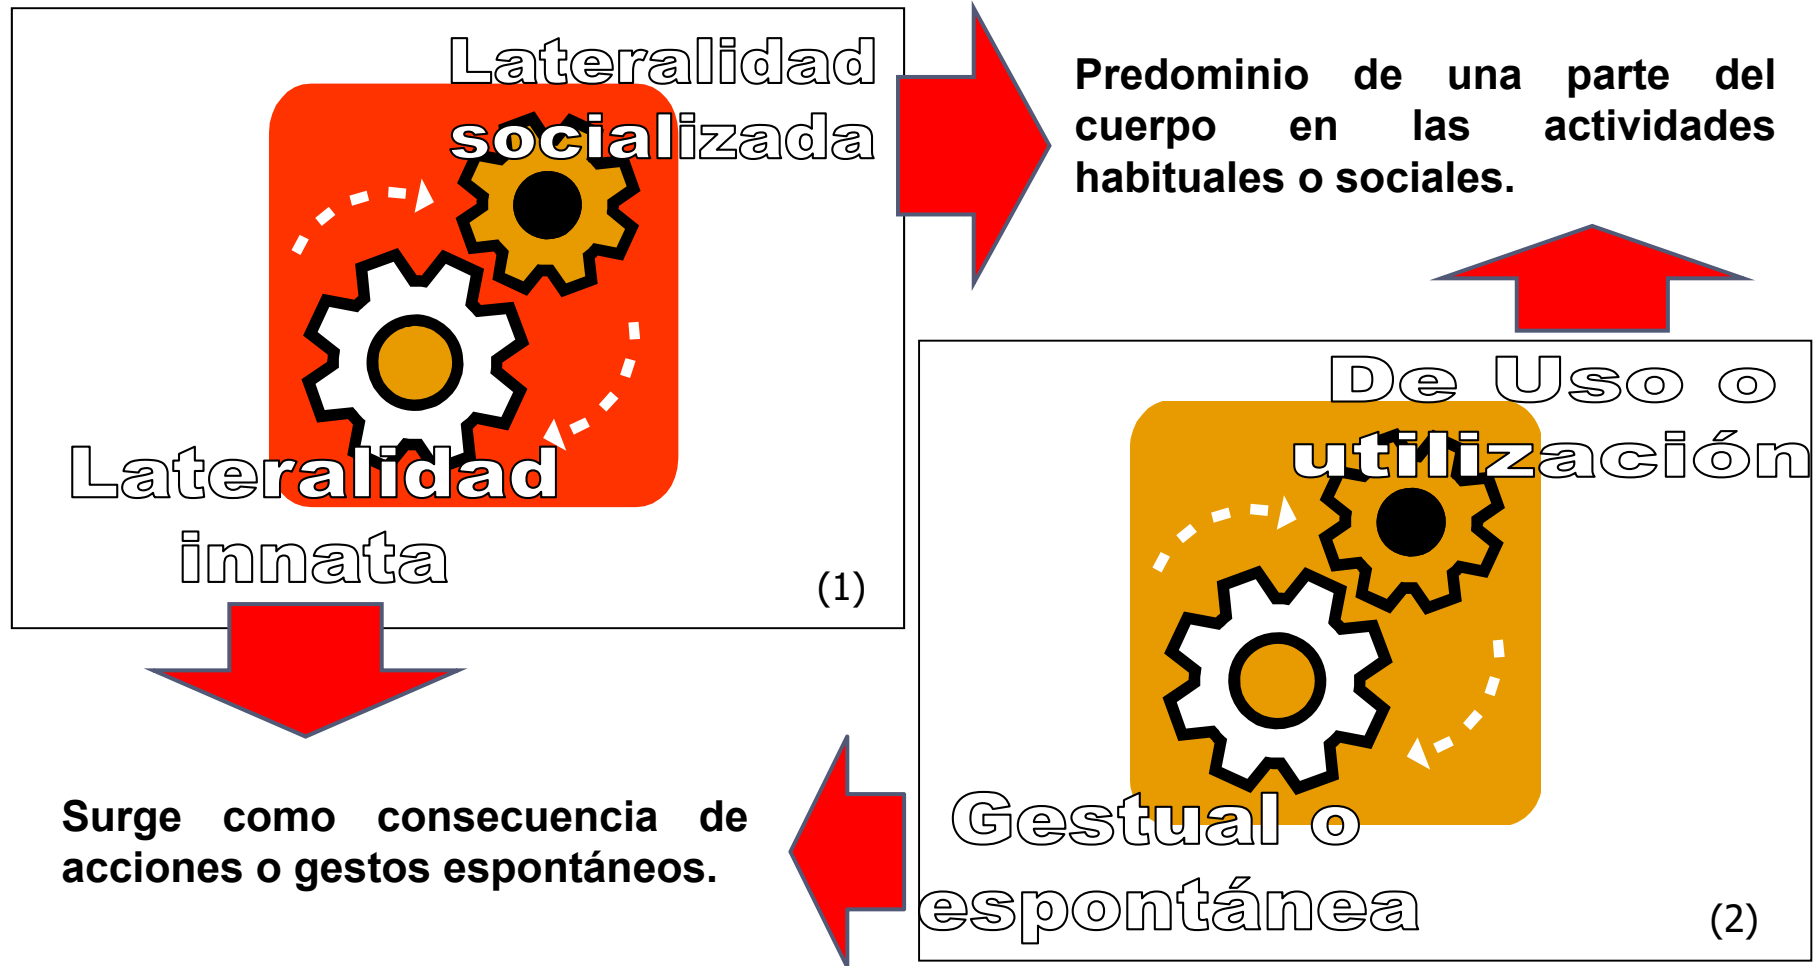 Lateralidad
socializada
Lateralidad
innata
(1)
Predominio de una parte del
cuerpo en las actividades
habituales o sociales.
De Uso o
utilización
Gestual o
espontánea
(2)
Surge como consecuencia de
acciones o gestos espontáneos.